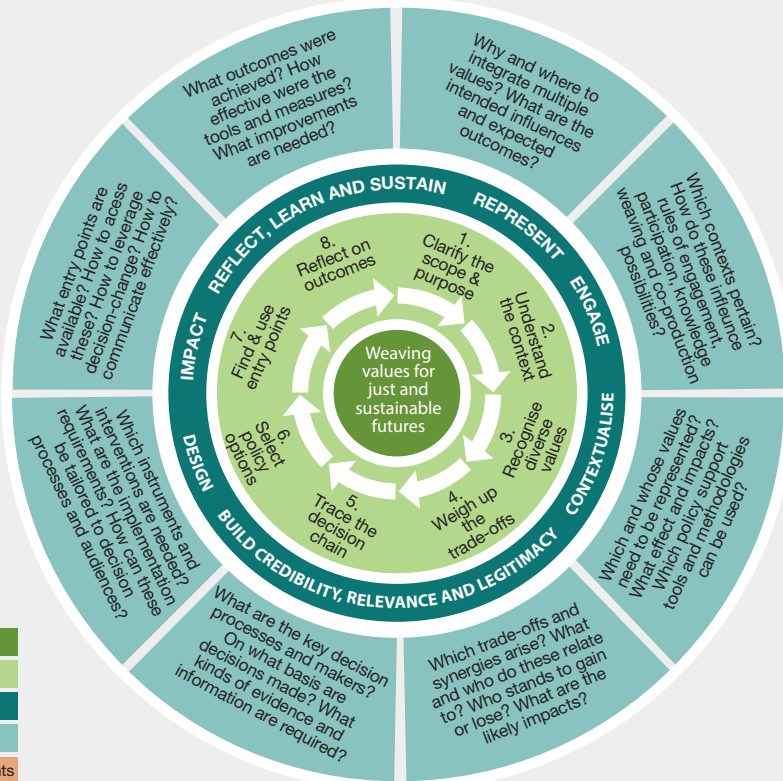 What outcomes were
achieved? How
effective were the
tools and measures?
What improvements
are needed?
Why and where to
integrate multiple
values? What are the
intended influences
and expected
outcomes?
Which contexts pertain?
How do these infleunce
rules of engagement,
participation, knowledge
weaving and co-production
possibilities?
Which and whose values
need to be represented?
What effect and impacts?
Which policy support
tools and methodologies
can be used?
Which trade-offs and
synergies arise? What
and who do these relate
to? Who stands to gain
or lose? What are the
likely impacts?
What are the key decision
processes and makers?
On what basis are
decisions made? What
kinds of evidence and
information are required?
Which instruments and
interventions are needed?
What are the implementation
requirements? How can these
be tailored to decision
processes and audiences?
What entry points are
available? How to acess
these? How to leverage
decision-change? How to
communicate effectively?
REFLECT, LEARN AND SUSTAIN
REPRESENT
ENGAGE
CONTEXTUALISE
BUILD CREDIBILITY, RELEVANCE AND LEGITIMACY
DESIGN
IMPACT
1.
Clarify the
scope &
purpose
2.
Understand
the context
3.
Recognise
diverse
values
4.
Weigh up
the
trade-offs
5.
Trace the
decision
chain
6.
Select
policy
options
7.
Find & use
entry points
8.
Reflect on
outcomes
Weaving
values for
just and
sustainable
futures